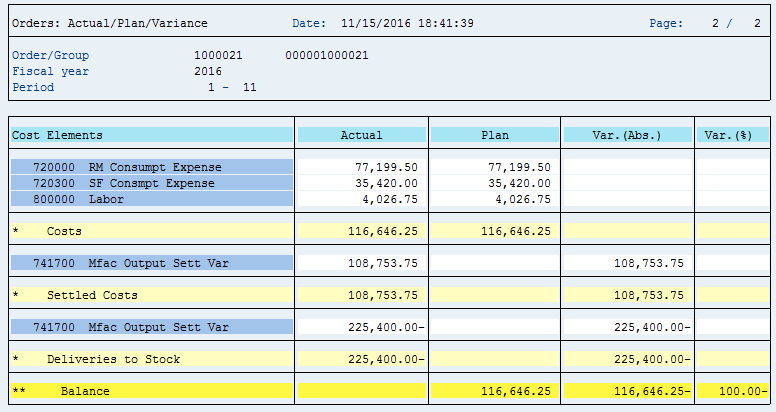 Orders: Actual/Plan/Variance Date: 11/15/2016 18:41:39 Page: 2 / 2
Order/Group 1000021 000001000021
Fiscal year 2016
Period 1 - 11
Cost Elements Actual Plan Var.(Abs.) Var.(%)
720000 RM Consumpt Expense 77,199.50 77,199.50
720300 SF Consmpt Expense 35,420.00 35,420.00
800000 Labor 4,026.75 4,026.75
* Costs 116,646.25 116,646.25
741700 Mfac Output Sett Var 108,753.75 108,753.75
* Settled Costs 108,753.75 108,753.75
741700 Mfac Output Sett Var 225,400.00- 225,400.00-
* Deliveries to Stock 225,400.00- 225,400.00-
** Balance 116,646.25 116,646.25- 100.00-